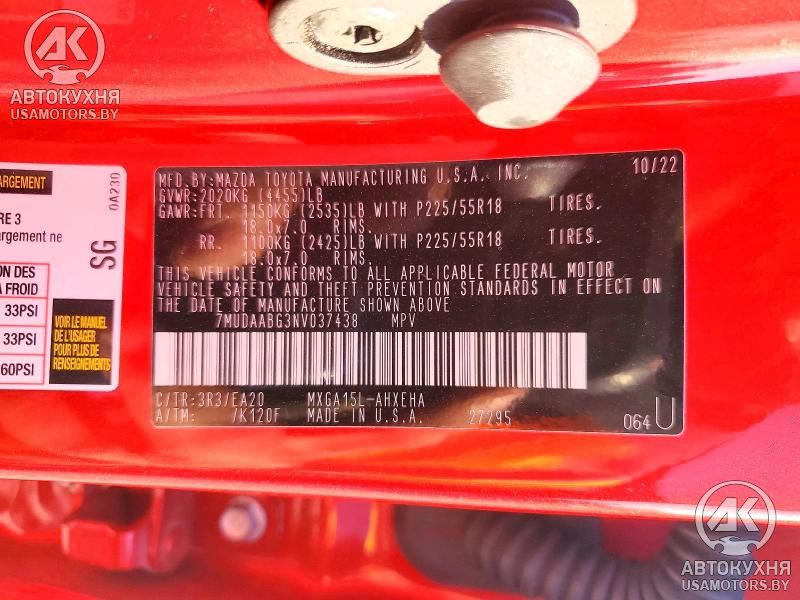 АК
АВТОКУХНЯ
USAMOTORS.BY
ARGEMENT
RE 3
argement ne
ON DES
A FROID
33PSI
33PSI
60PSI
SG
0A230
VOIR LE MANUEL
DE L'USAGER
POUR PLUS DE
RENSEIGNEMENTS
MFD.BY:MAZDA TOYOTA MANUFACTURING U.S.A. INC. 10/22
GVWR:2020KG (4455)LB
GAWR:FRT. 1150KG (2535)LB WITH P225/55R18 TIRES.
18.0x7.0 RIMS.
RR. 1100KG (2425)LB WITH P225/55R18 TIRES.
18.0x7.0 RIMS.
THIS VEHICLE CONFORMS TO ALL APPLICABLE FEDERAL MOTOR
VEHICLE SAFETY AND THEFT PREVENTION STANDARDS IN EFFECT ON
THE DATE OF MANUFACTURE SHOWN ABOVE
7MUDAABG3NV037438 MPV
C/TR:3R3/EA20 MXGA15L-AHXEHA
A/TM: /K120F MADE IN U.S.A. 27295
064 U
АК
АВТОКУХНЯ
USAMOTORS.BY